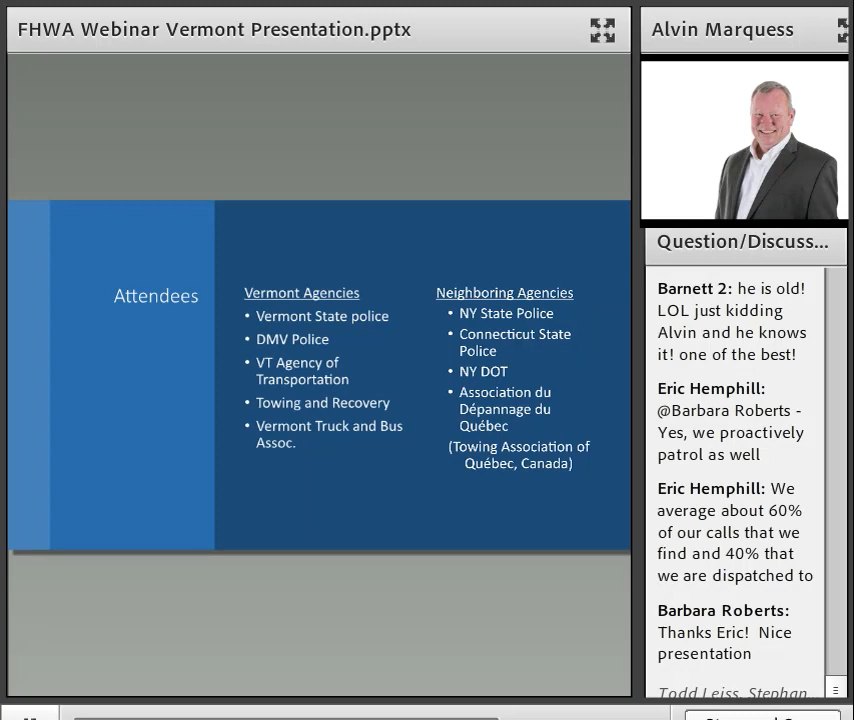 FHWA Webinar Vermont Presentation.pptx
Attendees
Vermont Agencies
• Vermont State police
• DMV Police
• VT Agency of
Transportation
• Towing and Recovery
• Vermont Truck and Bus
Assoc.
Neighboring Agencies
• NY State Police
• Connecticut State
Police
• NY DOT
• Association du
Dépannage du
Québec
(Towing Association of
Québec, Canada)
Alvin Marquess
Question/Discuss...
Barnett 2: he is old!
LOL just kidding
Alvin and he knows
it! one of the best!
Eric Hemphill:
@Barbara Roberts -
Yes, we proactively
patrol as well
Eric Hemphill: We
average about 60%
of our calls that we
find and 40% that
we are dispatched to
Barbara Roberts:
Thanks Eric! Nice
presentation
Todd Leiss, Stephan...